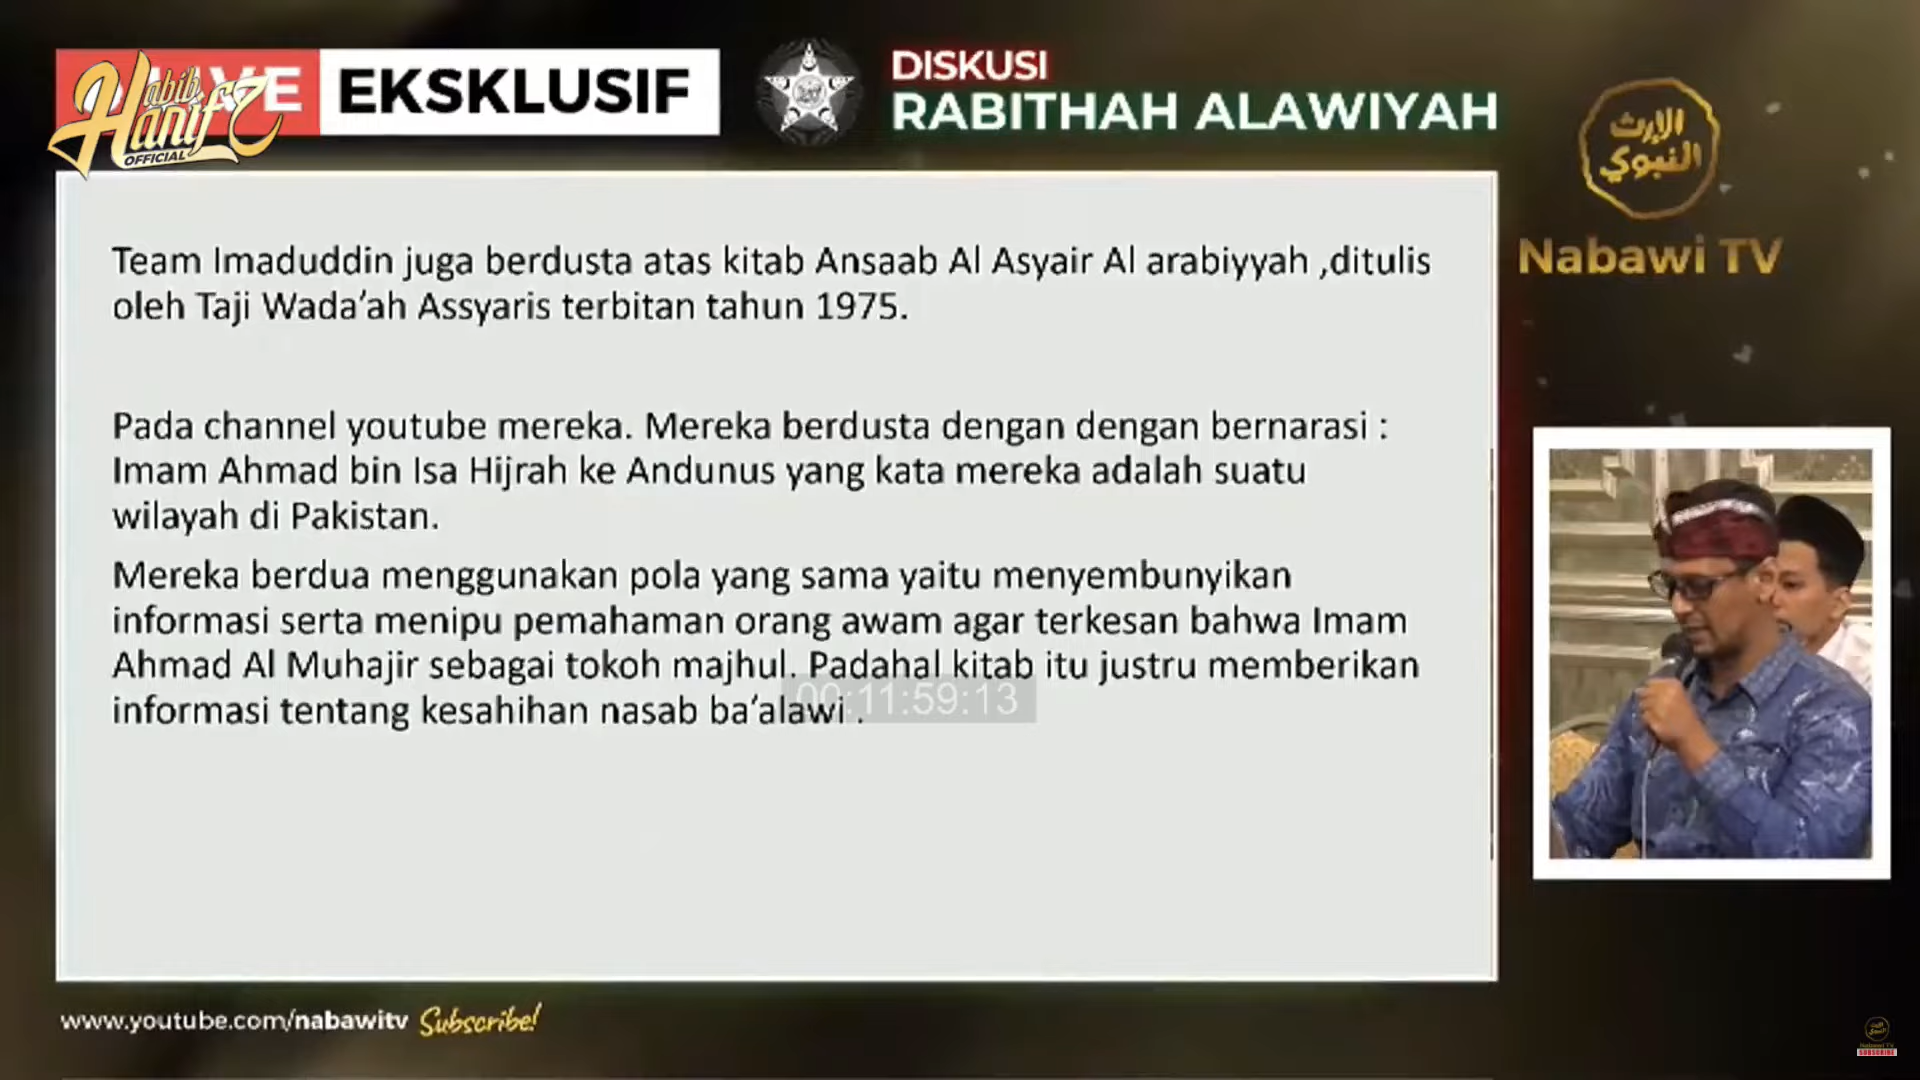 LIVE EKSKLUSIF
Habib
Hanif
OFFICIAL
DISKUSI
RABITHAH ALAWIYAH
الإرث
النبوي
Nabawi TV
Team Imaduddin juga berdusta atas kitab Ansaab Al Asyair Al arabiyyah ,ditulis
oleh Taji Wada’ah Assyaris terbitan tahun 1975.
Pada channel youtube mereka. Mereka berdusta dengan dengan bernarasi :
Imam Ahmad bin Isa Hijrah ke Andunus yang kata mereka adalah suatu
wilayah di Pakistan.
Mereka berdua menggunakan pola yang sama yaitu menyembunyikan
informasi serta menipu pemahaman orang awam agar terkesan bahwa Imam
Ahmad Al Muhajir sebagai tokoh majhul. Padahal kitab itu justru memberikan
informasi tentang kesahihan nasab ba’alawi .
00:11:59:13
www.youtube.com/nabawitv Subscribe!
Nabawi TV
SUBSCRIBE